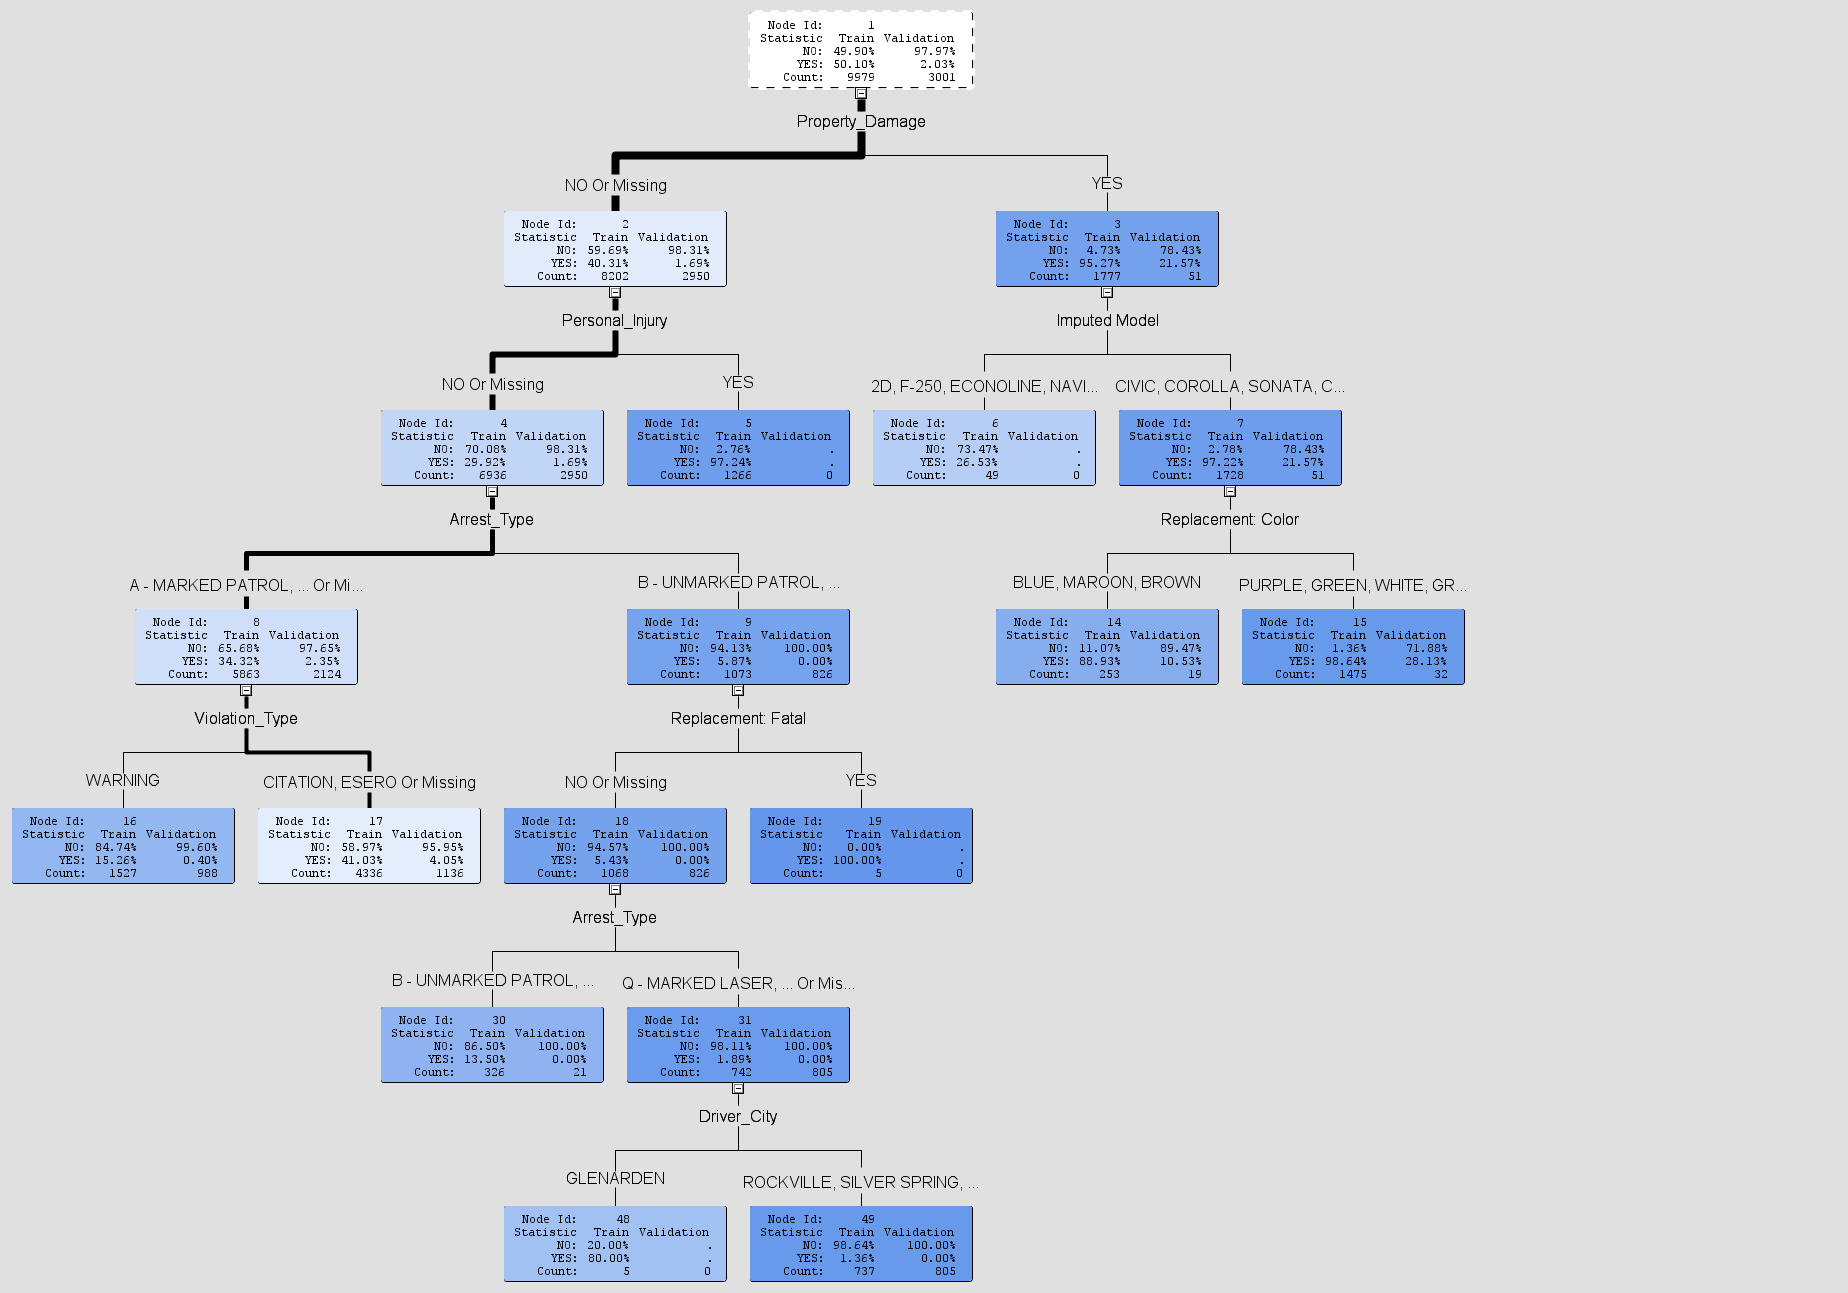 Node Id: 1
Statistic Train Validation
NO: 49.90% 97.97%
YES: 50.10% 2.03%
Count: 9979 3001
Property_Damage
NO Or Missing
YES
Node Id: 2
Statistic Train Validation
NO: 59.69% 98.31%
YES: 40.31% 1.69%
Count: 8202 2950
Node Id: 3
Statistic Train Validation
NO: 4.73% 78.43%
YES: 95.27% 21.57%
Count: 1777 51
Personal_Injury
Imputed Model
NO Or Missing
YES
2D, F-250, ECONOLINE, NAVI...
CIVIC, COROLLA, SONATA, C...
Node Id: 4
Statistic Train Validation
NO: 70.08% 98.31%
YES: 29.92% 1.69%
Count: 6936 2950
Node Id: 5
Statistic Train Validation
NO: 2.76% .
YES: 97.24% .
Count: 1266 0
Node Id: 6
Statistic Train Validation
NO: 73.47% .
YES: 26.53% .
Count: 49 0
Node Id: 7
Statistic Train Validation
NO: 2.78% 78.43%
YES: 97.22% 21.57%
Count: 1728 51
Arrest_Type
Replacement: Color
A - MARKED PATROL, ... Or Mi...
B - UNMARKED PATROL, ...
BLUE, MAROON, BROWN
PURPLE, GREEN, WHITE, GR...
Node Id: 8
Statistic Train Validation
NO: 65.68% 97.65%
YES: 34.32% 2.35%
Count: 5863 2124
Node Id: 9
Statistic Train Validation
NO: 94.13% 100.00%
YES: 5.87% 0.00%
Count: 1073 826
Node Id: 14
Statistic Train Validation
NO: 11.07% 89.47%
YES: 88.93% 10.53%
Count: 253 19
Node Id: 15
Statistic Train Validation
NO: 1.36% 71.88%
YES: 98.64% 28.13%
Count: 1475 32
Violation_Type
Replacement: Fatal
WARNING
CITATION, ESERO Or Missing
NO Or Missing
YES
Node Id: 16
Statistic Train Validation
NO: 84.74% 99.60%
YES: 15.26% 0.40%
Count: 1527 988
Node Id: 17
Statistic Train Validation
NO: 58.97% 95.95%
YES: 41.03% 4.05%
Count: 4336 1136
Node Id: 18
Statistic Train Validation
NO: 94.57% 100.00%
YES: 5.43% 0.00%
Count: 1068 826
Node Id: 19
Statistic Train Validation
NO: 0.00% .
YES: 100.00% .
Count: 5 0
Arrest_Type
B - UNMARKED PATROL, ...
Q - MARKED LASER, ... Or Mis...
Node Id: 30
Statistic Train Validation
NO: 86.50% 100.00%
YES: 13.50% 0.00%
Count: 326 21
Node Id: 31
Statistic Train Validation
NO: 98.11% 100.00%
YES: 1.89% 0.00%
Count: 742 805
Driver_City
GLENARDEN
ROCKVILLE, SILVER SPRING, ...
Node Id: 48
Statistic Train Validation
NO: 20.00% .
YES: 80.00% .
Count: 5 0
Node Id: 49
Statistic Train Validation
NO: 98.64% 100.00%
YES: 1.36% 0.00%
Count: 737 805